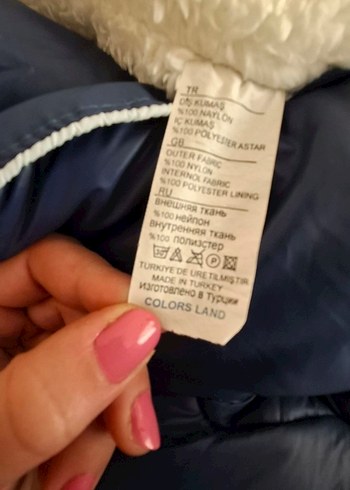 TR
DIŞ KUMAŞ
%100 NAYLON
İÇ KUMAŞ
%100 POLYESTER ASTAR
GB
OUTER FABRIC
%100 NYLON
INTERNOL FABRIC
%100 POLYESTER LINING
RU
внешняя ткань
%100 нейлон
внутренняя ткань
%100 полиэстер
P
TÜRKİYE'DE ÜRETİLMİŞTİR
MADE IN TURKEY
Изготовлено в Турции
COLORS LAND